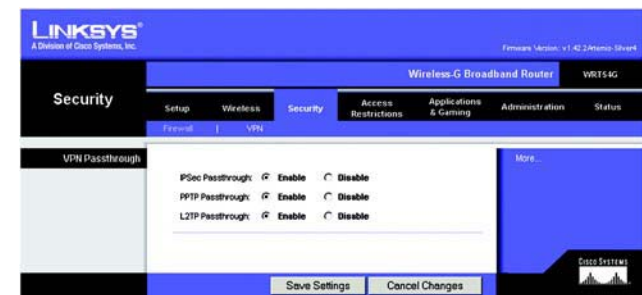 LINKSYS®
A Division of Cisco Systems, Inc.
Firmware Version: v1.42.2Artemis-Silver4
Wireless-G Broadband Router WRT54G
Security
Setup Wireless Security Access Restrictions Applications & Gaming Administration Status
Firewall | VPN
VPN Passthrough
More...
IPSec Passthrough: Enable Disable
PPTP Passthrough: Enable Disable
L2TP Passthrough: Enable Disable
CISCO SYSTEMS
Save Settings Cancel Changes